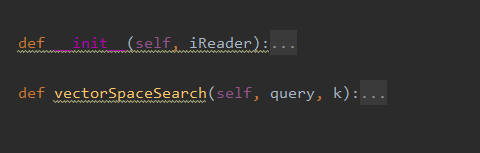 def __init__(self, iReader):...
def vectorSpaceSearch(self, query, k):...